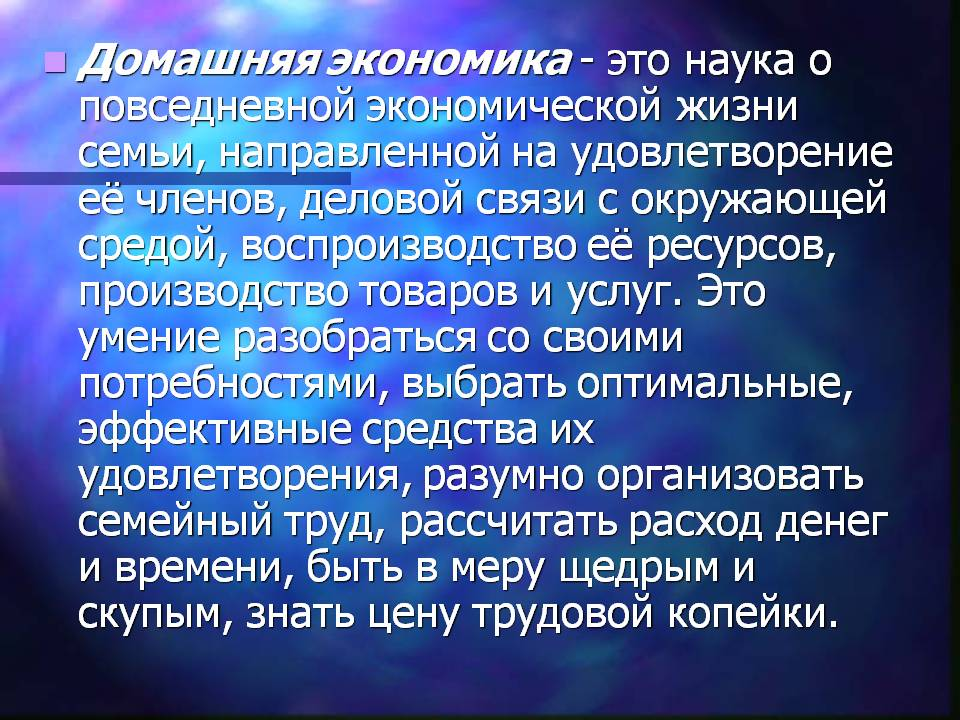 Домашняя экономика - это наука о
повседневной экономической жизни
семьи, направленной на удовлетворение
её членов, деловой связи с окружающей
средой, воспроизводство её ресурсов,
производство товаров и услуг. Это
умение разобраться со своими
потребностями, выбрать оптимальные,
эффективные средства их
удовлетворения, разумно организовать
семейный труд, рассчитать расход денег
и времени, быть в меру щедрым и
скупым, знать цену трудовой копейки.